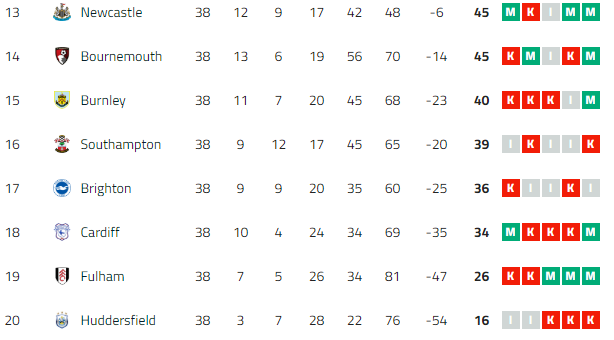 13 Newcastle 38 12 9 17 42 48 -6 45 M K I M M
14 Bournemouth 38 13 6 19 56 70 -14 45 K M I K M
15 Burnley 38 11 7 20 45 68 -23 40 K K K I M
16 Southampton 38 9 12 17 45 65 -20 39 I K I I K
17 Brighton 38 9 9 20 35 60 -25 36 K I I K I
18 Cardiff 38 10 4 24 34 69 -35 34 M K K K M
19 Fulham 38 7 5 26 34 81 -47 26 K K M M M
20 Huddersfield 38 3 7 28 22 76 -54 16 I I K K K